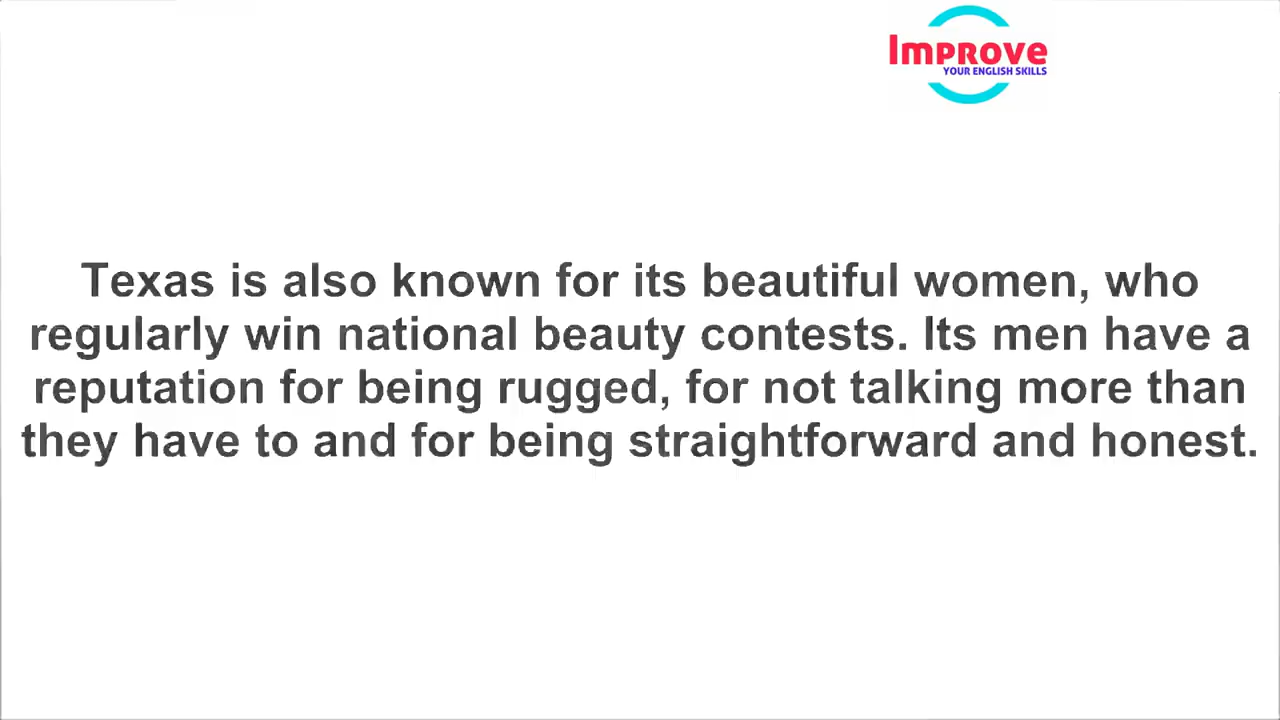 Improve
YOUR ENGLISH SKILLS
Texas is also known for its beautiful women, who
regularly win national beauty contests. Its men have a
reputation for being rugged, for not talking more than
they have to and for being straightforward and honest.